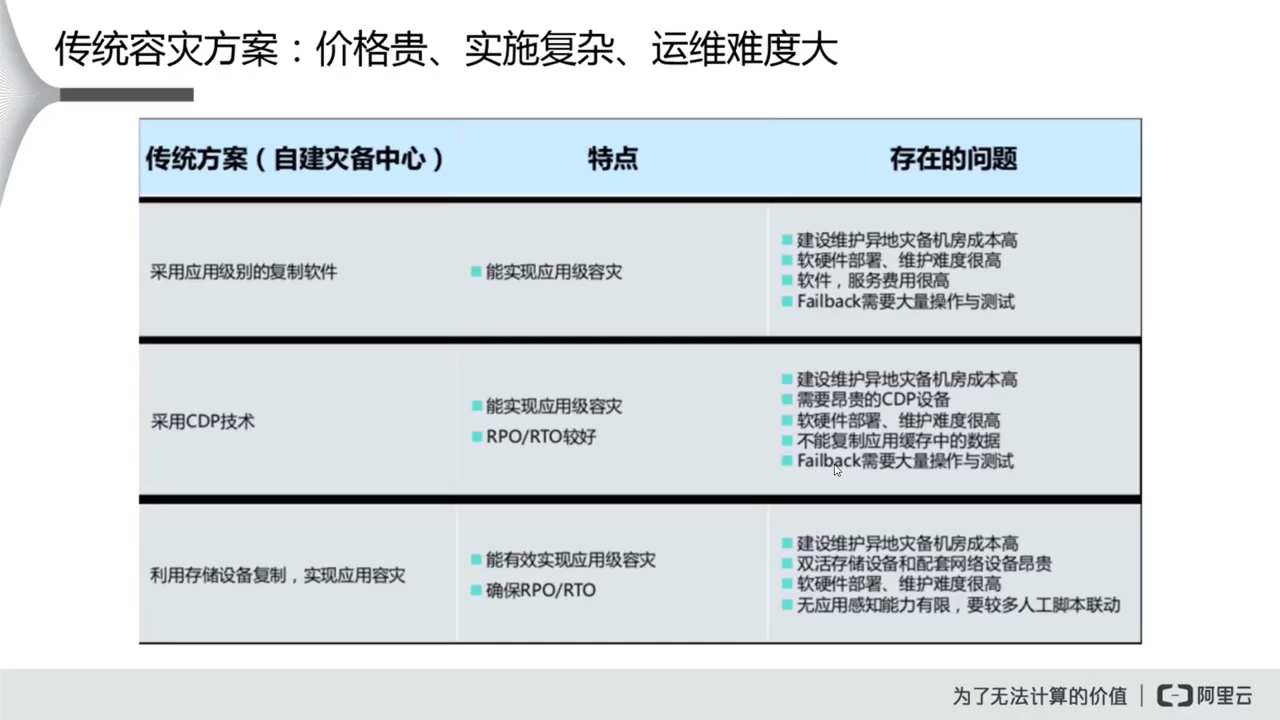 传统容灾方案：价格贵、实施复杂、运维难度大
传统方案（自建灾备中心）
特点
存在的问题
采用应用级别的复制软件
能实现应用级容灾
建设维护异地灾备机房成本高
软硬件部署、维护难度很高
软件，服务费用很高
Failback需要大量操作与测试
采用CDP技术
能实现应用级容灾
RPO/RTO较好
建设维护异地灾备机房成本高
需要昂贵的CDP设备
软硬件部署、维护难度很高
不能复制应用缓存中的数据
Failback需要大量操作与测试
利用存储设备复制，实现应用容灾
能有效实现应用级容灾
确保RPO/RTO
建设维护异地灾备机房成本高
双活存储设备和配套网络设备昂贵
软硬件部署、维护难度很高
无应用感知能力有限，要较多人工脚本联动
为了无法计算的价值
阿里云